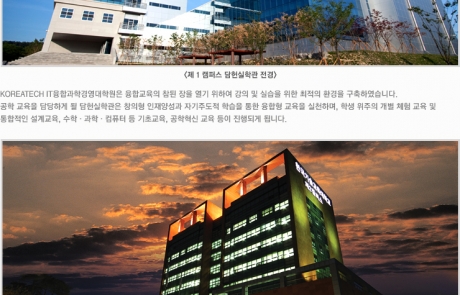 <제 1 캠퍼스 담헌실학관 전경>
KOREATECH IT융합과학경영대학원은 융합교육의 참된 장을 열기 위하여 강의 및 실습을 위한 최적의 환경을 구축하였습니다.
공학 교육을 담당하게 될 담헌실학관은 창의형 인재양성과 자기주도적 학습을 통한 융합형 교육을 실천하며, 학생 위주의 개별 체험 교육 및
통합적인 설계교육, 수학 · 과학 · 컴퓨터 등 기초교육, 공학혁신 교육 등이 진행되게 됩니다.